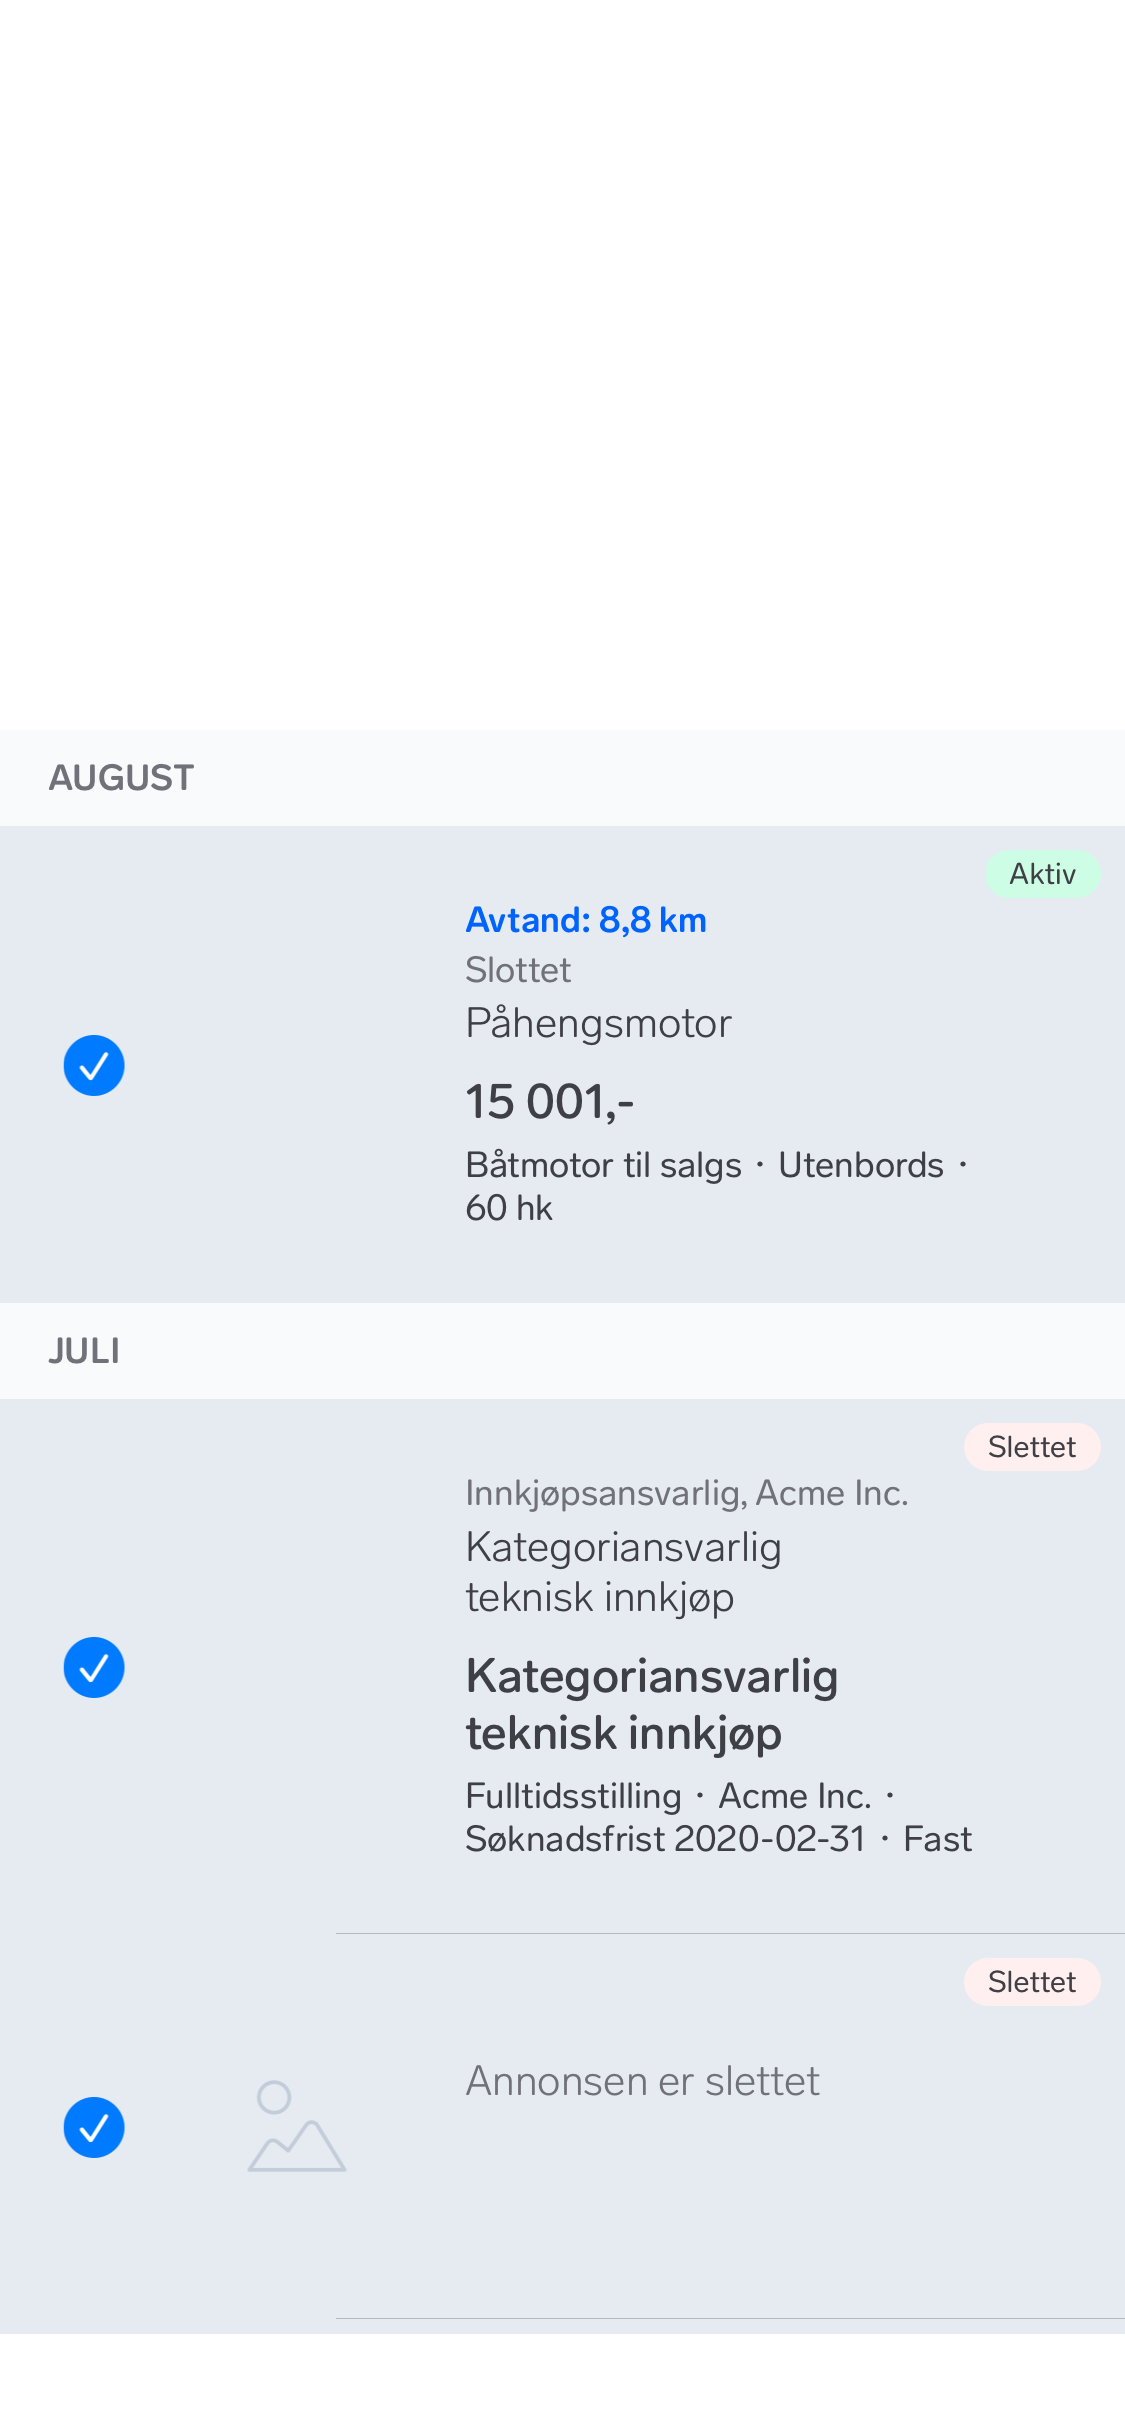 AUGUST
Aktiv
Avtand: 8,8 km
Slottet
Påhengsmotor
15 001,-
Båtmotor til salgs · Utenbords ·
60 hk
JULI
Slettet
Innkjøpsansvarlig, Acme Inc.
Kategoriansvarlig
teknisk innkjøp
Kategoriansvarlig
teknisk innkjøp
Fulltidsstilling · Acme Inc. ·
Søknadsfrist 2020-02-31 · Fast
Slettet
Annonsen er slettet